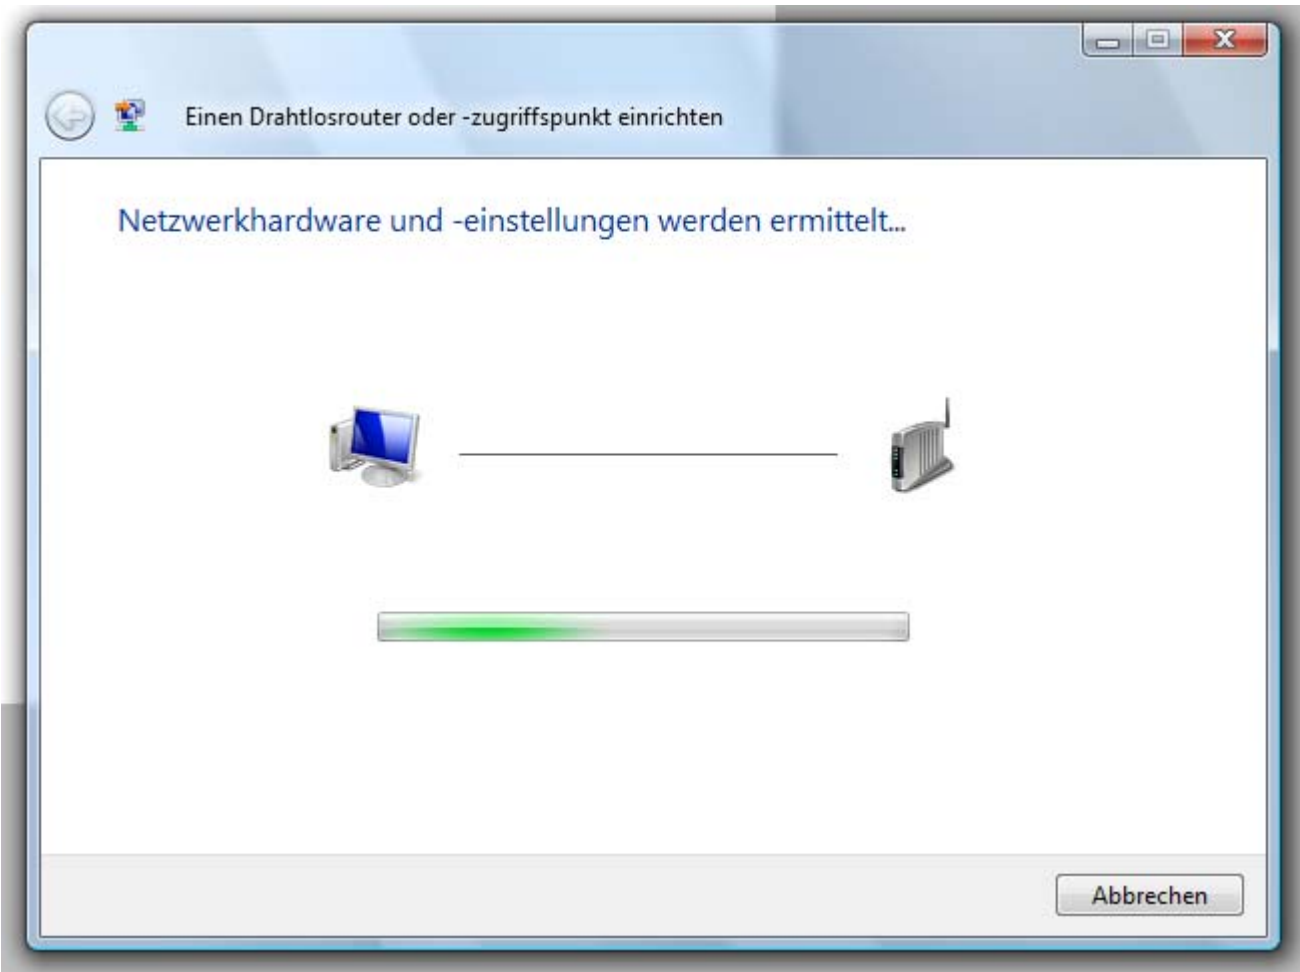 Einen Drahtlosrouter oder -zugriffspunkt einrichten
Netzwerkhardware und -einstellungen werden ermittelt...
Abbrechen